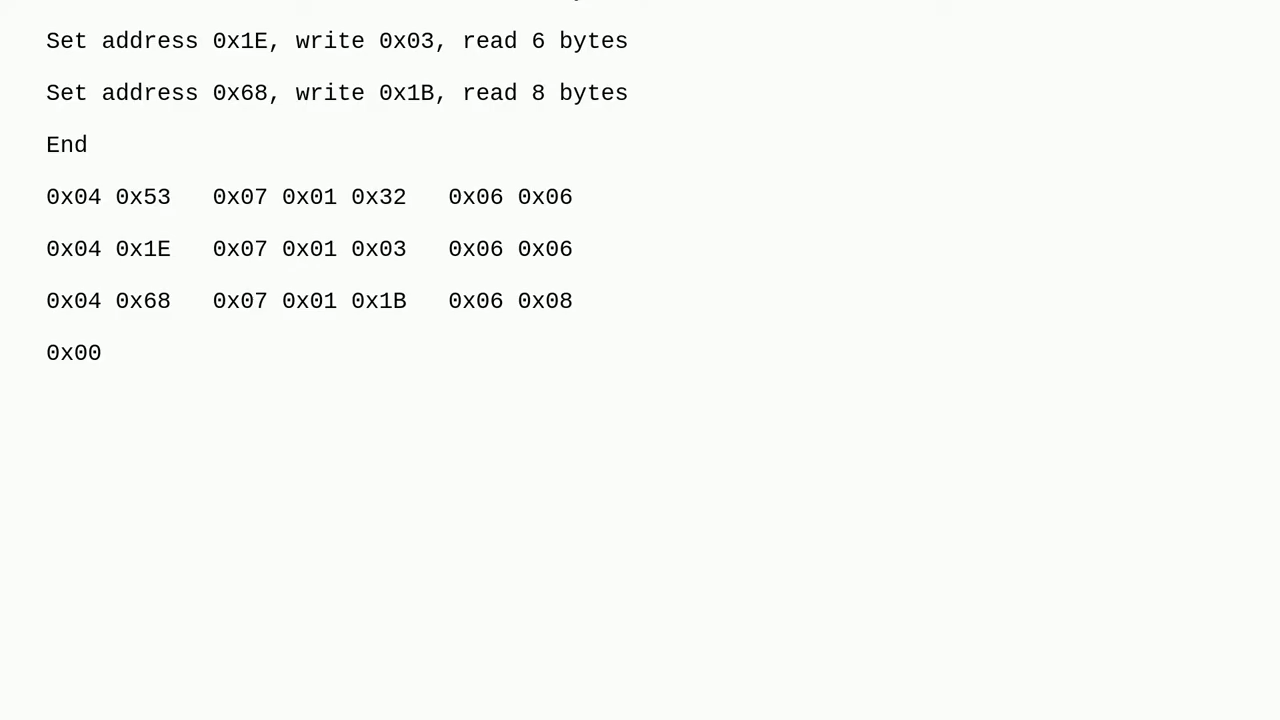 Set address 0x1E, write 0x03, read 6 bytes
Set address 0x68, write 0x1B, read 8 bytes
End
0x04 0x53   0x07 0x01 0x32   0x06 0x06
0x04 0x1E   0x07 0x01 0x03   0x06 0x06
0x04 0x68   0x07 0x01 0x1B   0x06 0x08
0x00